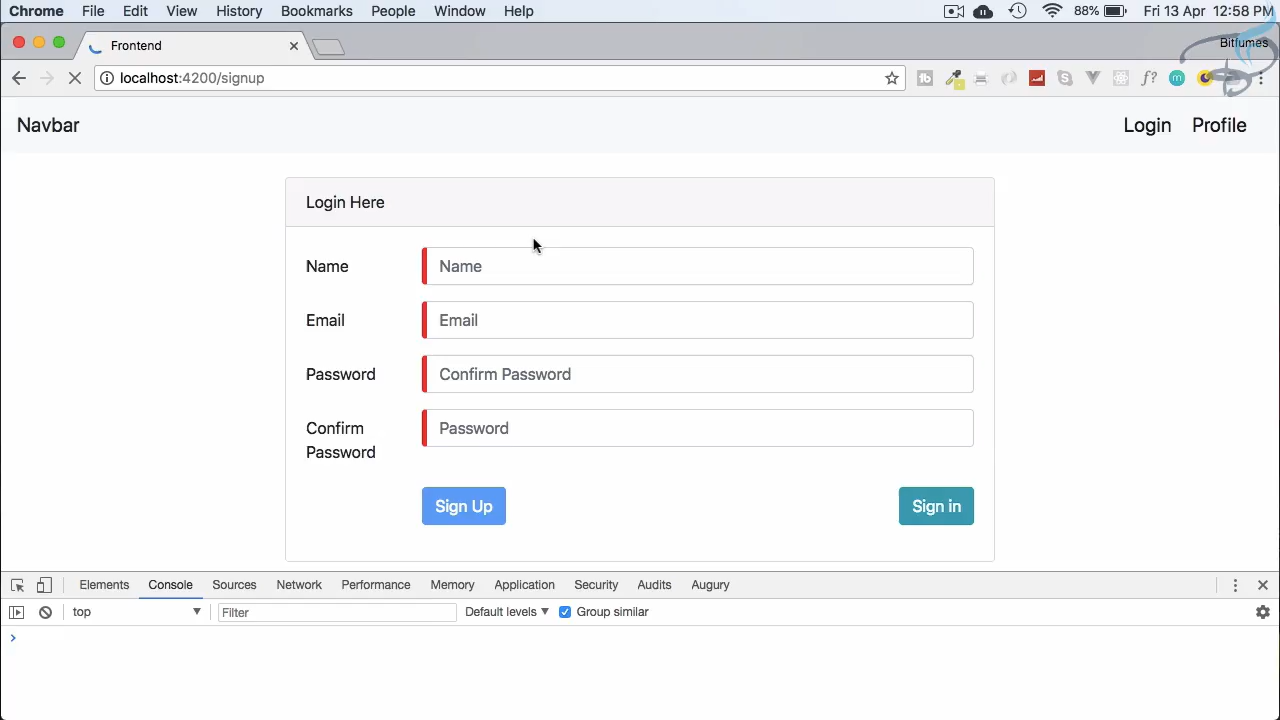 Chrome File Edit View History Bookmarks People Window Help 88% Fri 13 Apr 12:58 PM
Frontend Bitfumes
localhost:4200/signup
Navbar Login Profile
Login Here
Name Name
Email Email
Password Confirm Password
Confirm Password
Password
Sign Up Sign in
Elements Console Sources Network Performance Memory Application Security Audits Augury
top Filter Default levels Group similar